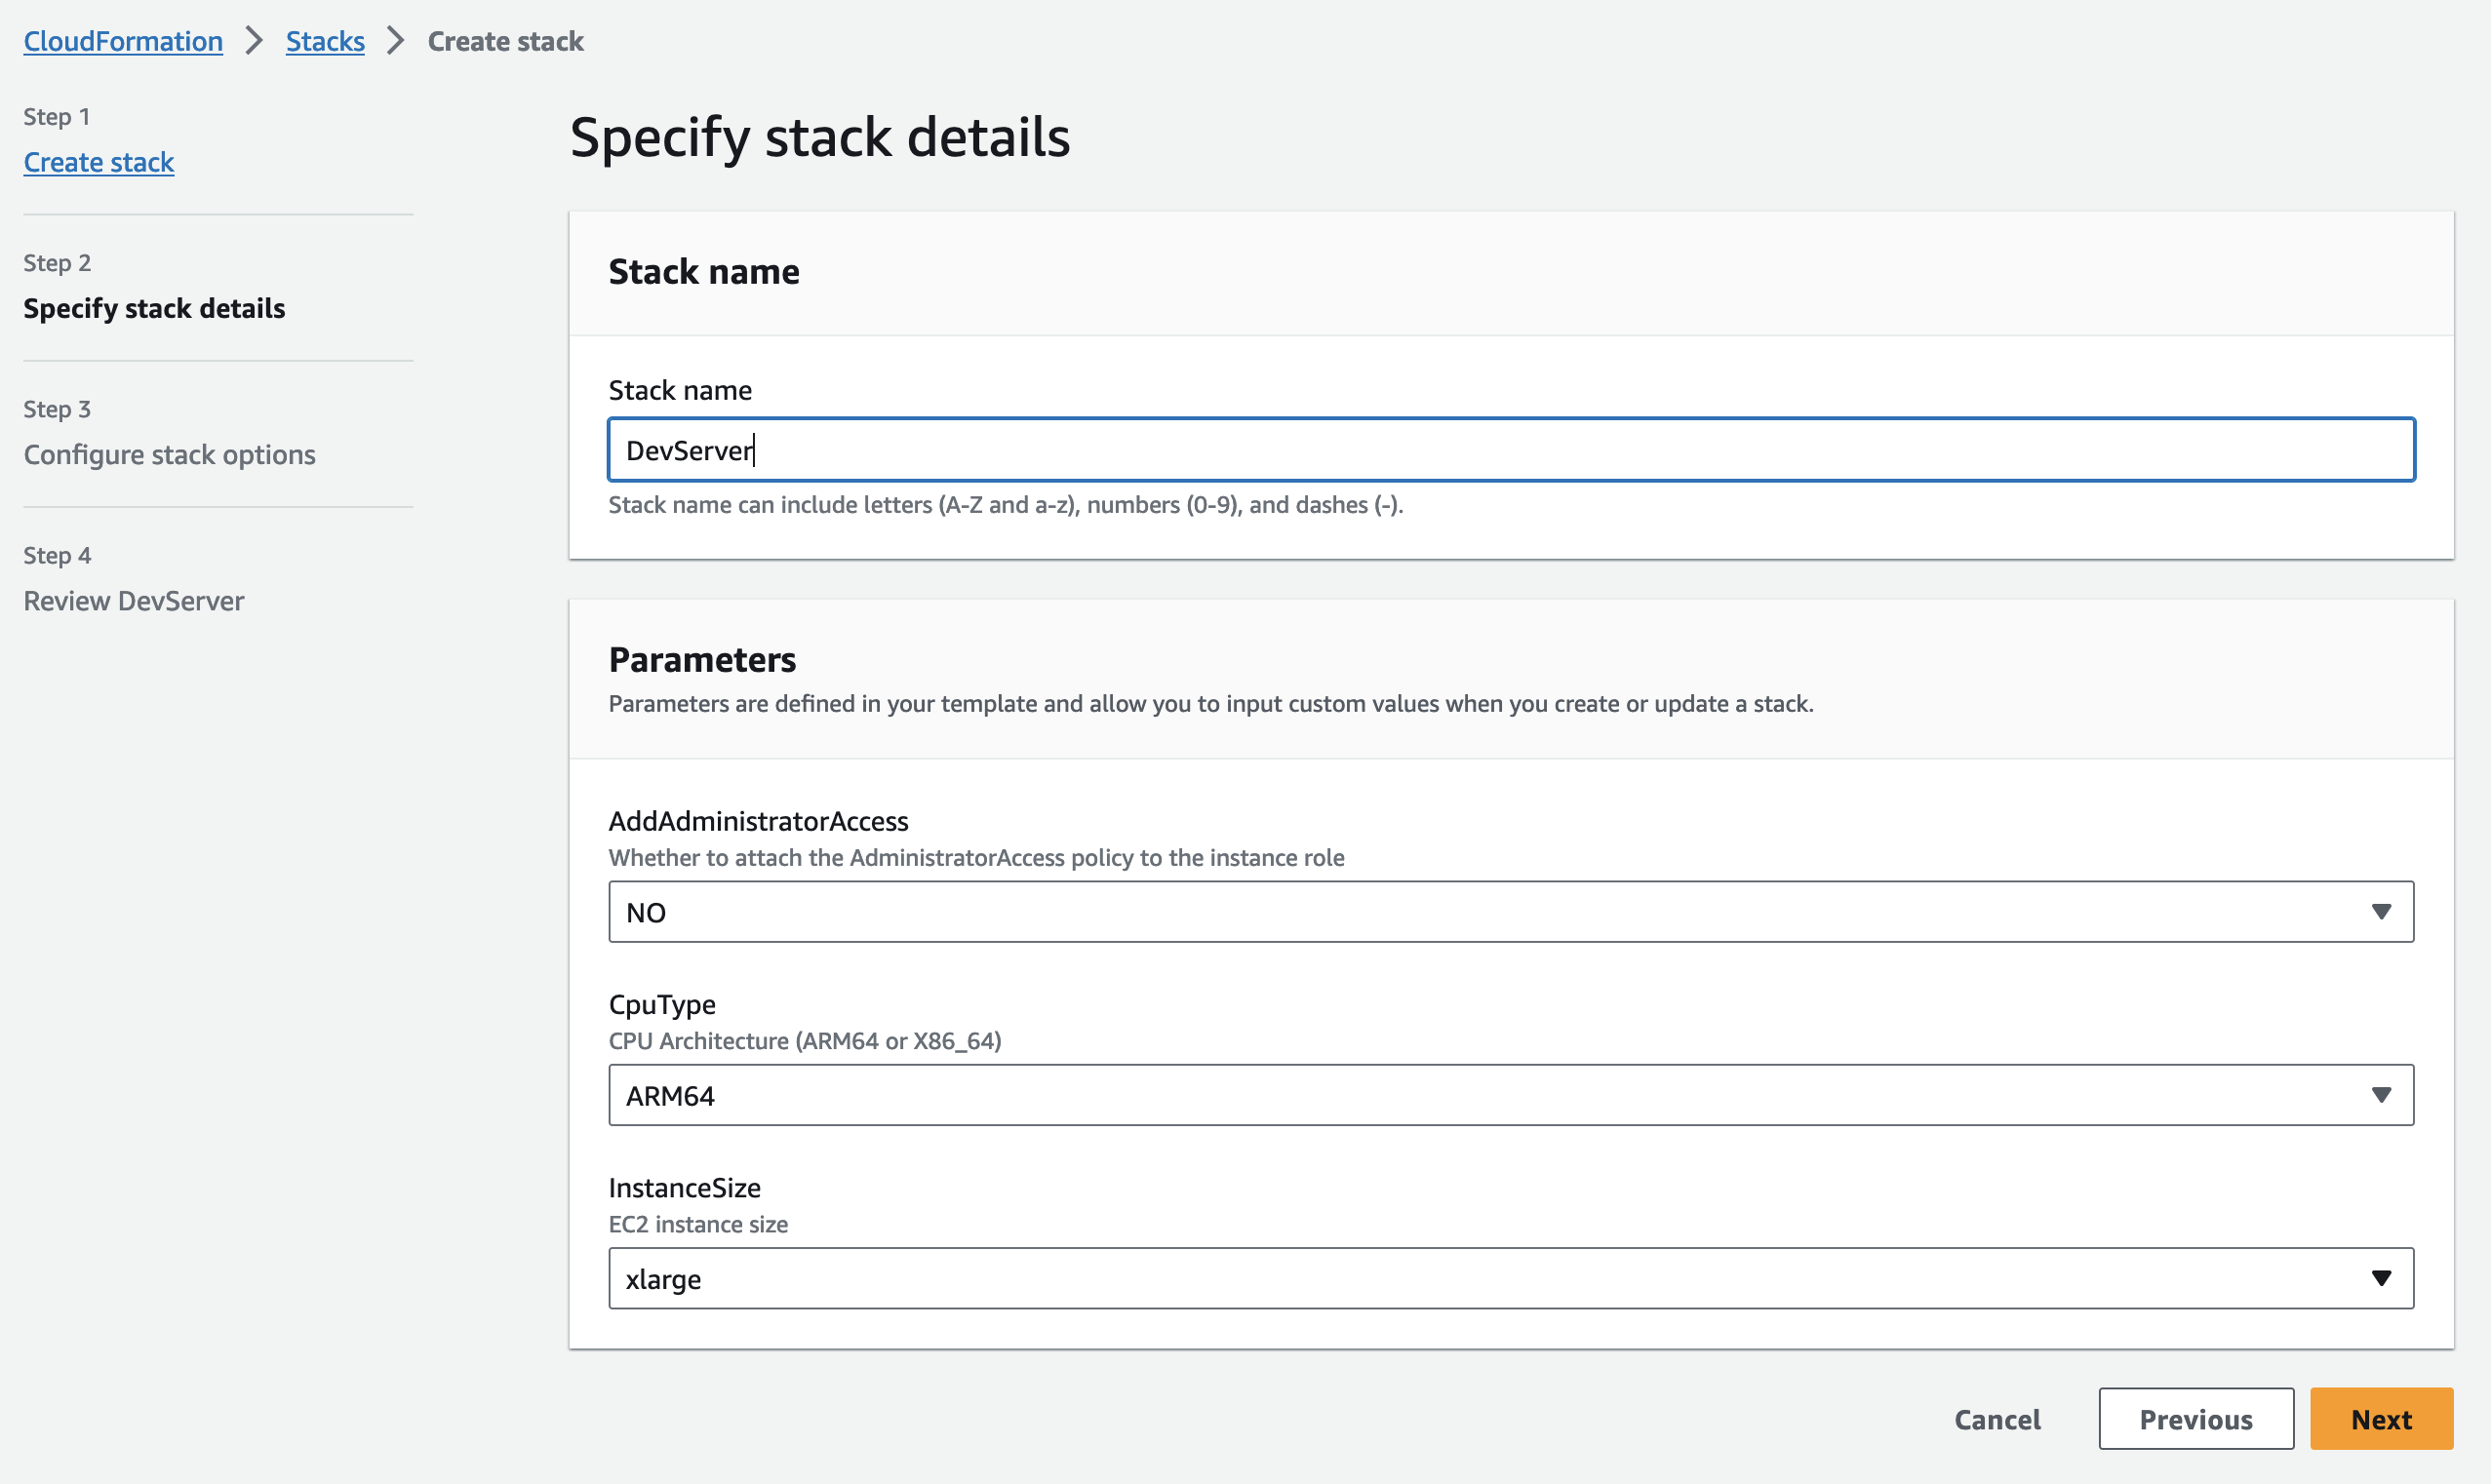 CloudFormation > Stacks > Create stack
Step 1
Create stack
Step 2
Specify stack details
Step 3
Configure stack options
Step 4
Review DevServer
Specify stack details
Stack name
Stack name
DevServer
Stack name can include letters (A-Z and a-z), numbers (0-9), and dashes (-).
Parameters
Parameters are defined in your template and allow you to input custom values when you create or update a stack.
AddAdministratorAccess
Whether to attach the AdministratorAccess policy to the instance role
NO
CpuType
CPU Architecture (ARM64 or X86_64)
ARM64
InstanceSize
EC2 instance size
xlarge
Cancel
Previous
Next